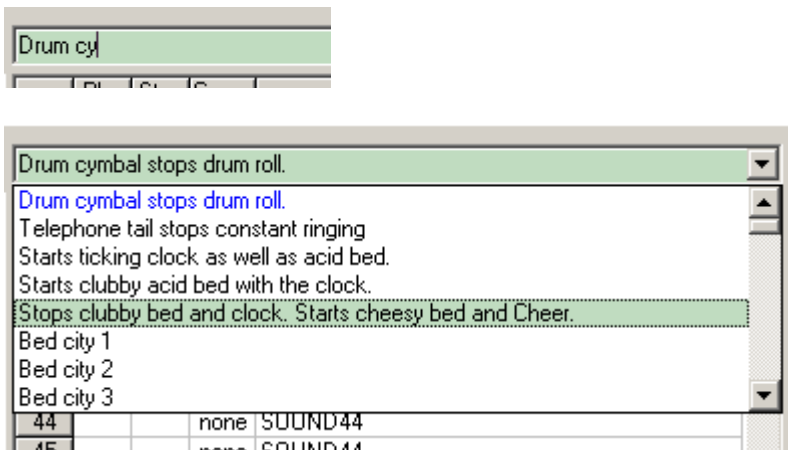 Drum cy
Drum cymbal stops drum roll.
Drum cymbal stops drum roll.
Telephone tail stops constant ringing
Starts ticking clock as well as acid bed.
Starts clubby acid bed with the clock.
Stops clubby bed and clock. Starts cheesy bed and Cheer.
Bed city 1
Bed city 2
Bed city 3
44 none SOUND44